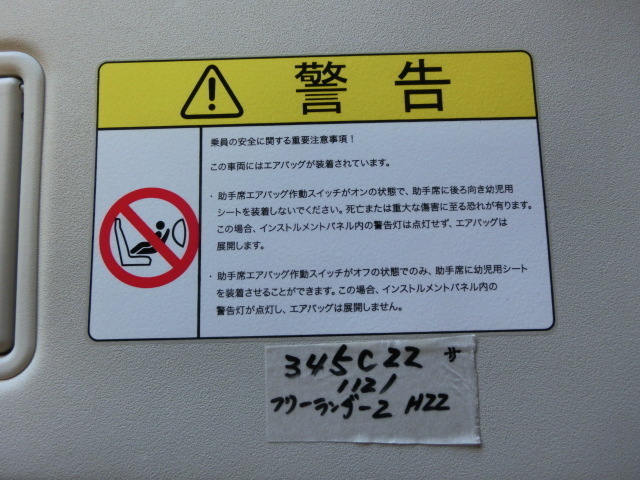 警告
乗員の安全に関する重要注意事項！
この車両にはエアバッグが装着されています。
・助手席エアバッグ作動スイッチがオンの状態で、助手席に後ろ向き幼児用
シートを装着しないでください。死亡または重大な傷害に至る恐れが有ります。
この場合、インストルメントパネル内の警告灯は点灯せず、エアバッグは
展開します。
・助手席エアバッグ作動スイッチがオフの状態でのみ、助手席に幼児用シート
を装着させることができます。この場合、インストルメントパネル内の
警告灯が点灯し、エアバッグは展開しません。
345C22 サ
1121
フリーランダー2 H22